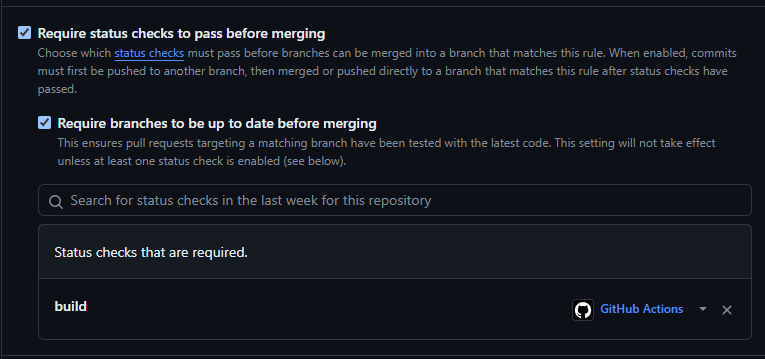 Require status checks to pass before merging
Choose which status checks must pass before branches can be merged into a branch that matches this rule. When enabled, commits
must first be pushed to another branch, then merged or pushed directly to a branch that matches this rule after status checks have
passed.
Require branches to be up to date before merging
This ensures pull requests targeting a matching branch have been tested with the latest code. This setting will not take effect
unless at least one status check is enabled (see below).
Search for status checks in the last week for this repository
Status checks that are required.
build
GitHub Actions